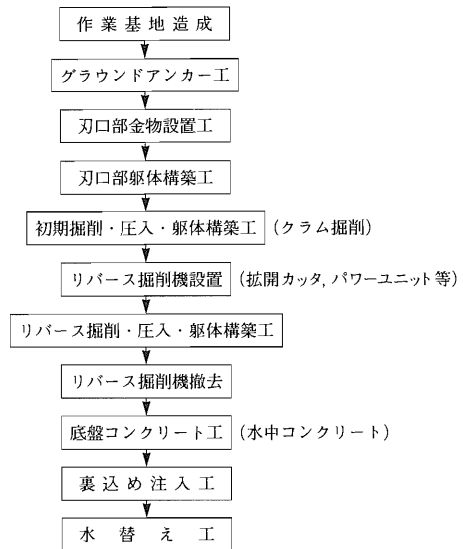 作業基地造成
グラウンドアンカー工
刃口部金物設置工
刃口部躯体構築工
初期掘削・圧入・躯体構築工 (クラム掘削)
リバース掘削機設置 (拡開カッタ, パワーユニット等)
リバース掘削・圧入・躯体構築工
リバース掘削機撤去
底盤コンクリート工 (水中コンクリート)
裏込め注入工
水替え工